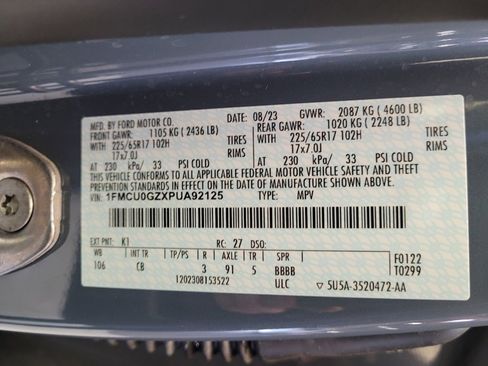 MFD. BY FORD MOTOR CO. 08/23 GVWR: 2087 KG (4600 LB)
FRONT GAWR: 1105 KG (2436 LB) REAR GAWR: 1020 KG (2248 LB)
WITH 225/65R17 102H TIRES 225/65R17 102H TIRES
17x7.0J RIMS 17x7.0J RIMS
AT 230 kPa/ 33 PSI COLD AT 230 kPa/ 33 PSI COLD
THIS VEHICLE CONFORMS TO ALL APPLICABLE FEDERAL MOTOR VEHICLE SAFETY, BUMPER,
AND THEFT PREVENTION STANDARDS IN EFFECT ON THE DATE OF MANUFACTURE SHOWN ABOVE.
VIN: 1FMCU0GZXPUA92125 TYPE: MPV
EXT PNT: K1 RC: 27 DSO:
WB INT TR TP/PS R AXLE TR SPR F0122
106 CB 3 91 5 BBBB T0299
1202308153522 ULC ▽ 5U5A-3520472-AA